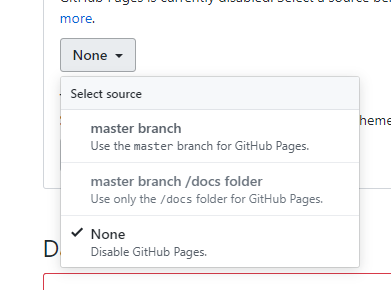 GitHub Pages is currently disabled. Select a source be
more.
None
Select source
master branch
Use the master branch for GitHub Pages.
master branch /docs folder
Use only the /docs folder for GitHub Pages.
heme
None
Disable GitHub Pages.